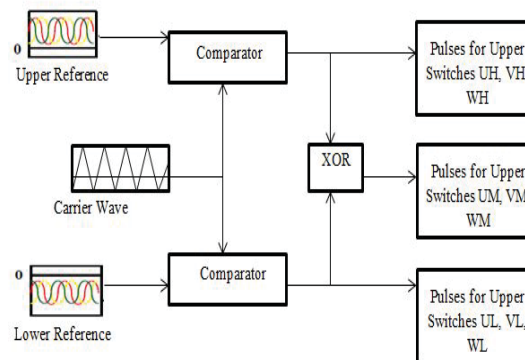 0
Upper Reference
Comparator
Pulses for Upper
Switches UH, VH
WH
Carrier Wave
XOR
Pulses for Upper
Switches UM, VM
WM
0
Lower Reference
Comparator
Pulses for Upper
Switches UL, VL,
WL